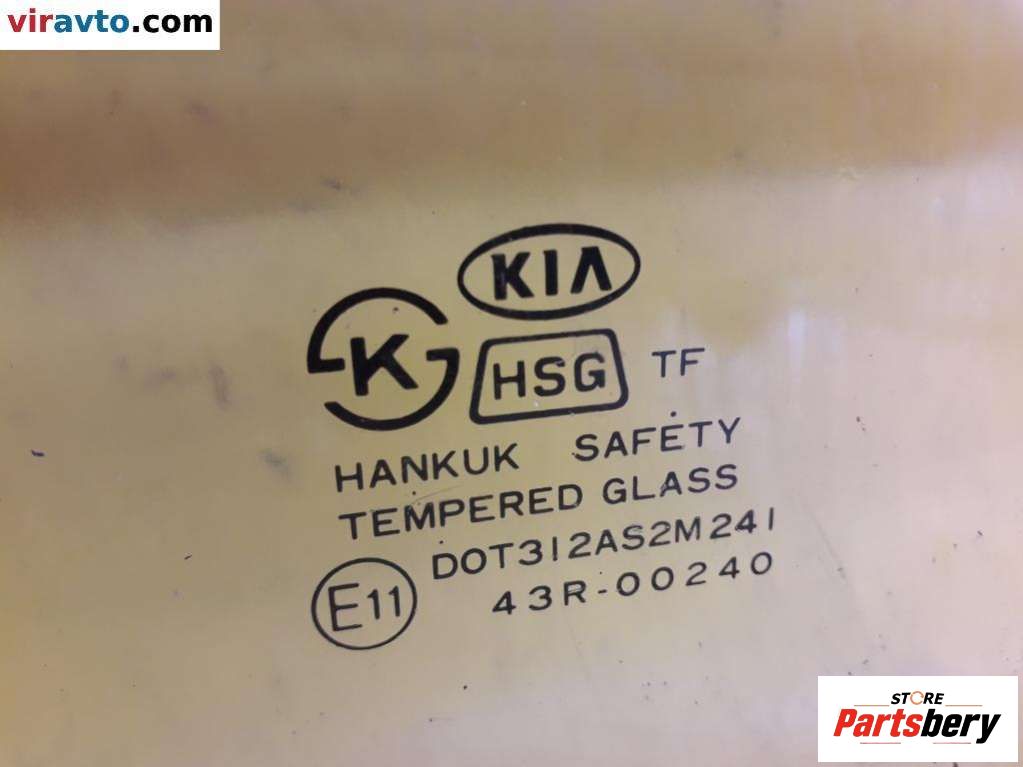 viravto.com
KIA
K
HSG TF
HANKUK SAFETY
TEMPERED GLASS
DOT312AS2M241
E11
43R-00240
STORE
Partsbery